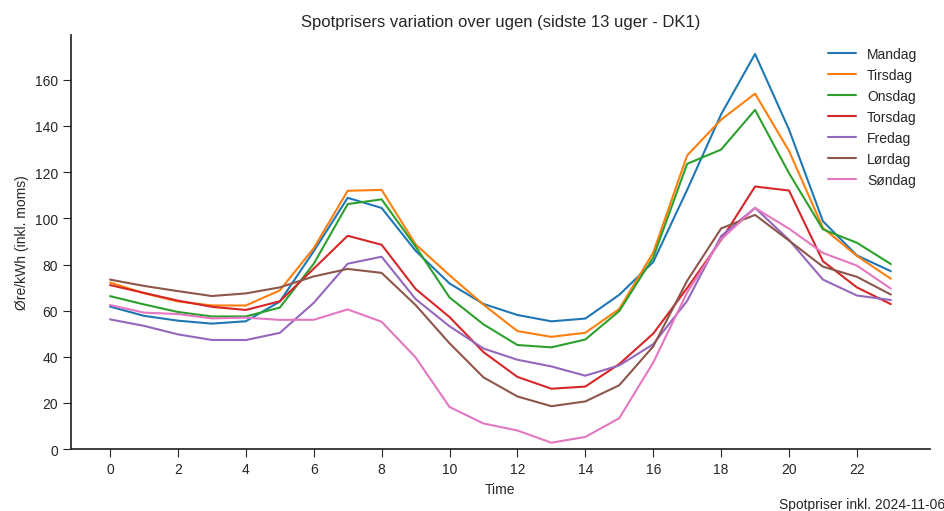 Spotprisers variation over ugen (sidste 13 uger - DK1)
Øre/kWh (inkl. moms)
160
140
120
100
80
60
40
20
0
Mandag
Tirsdag
Onsdag
Torsdag
Fredag
Lørdag
Søndag
0 2 4 6 8 10 12 14 16 18 20 22
Time
Spotpriser inkl. 2024-11-06